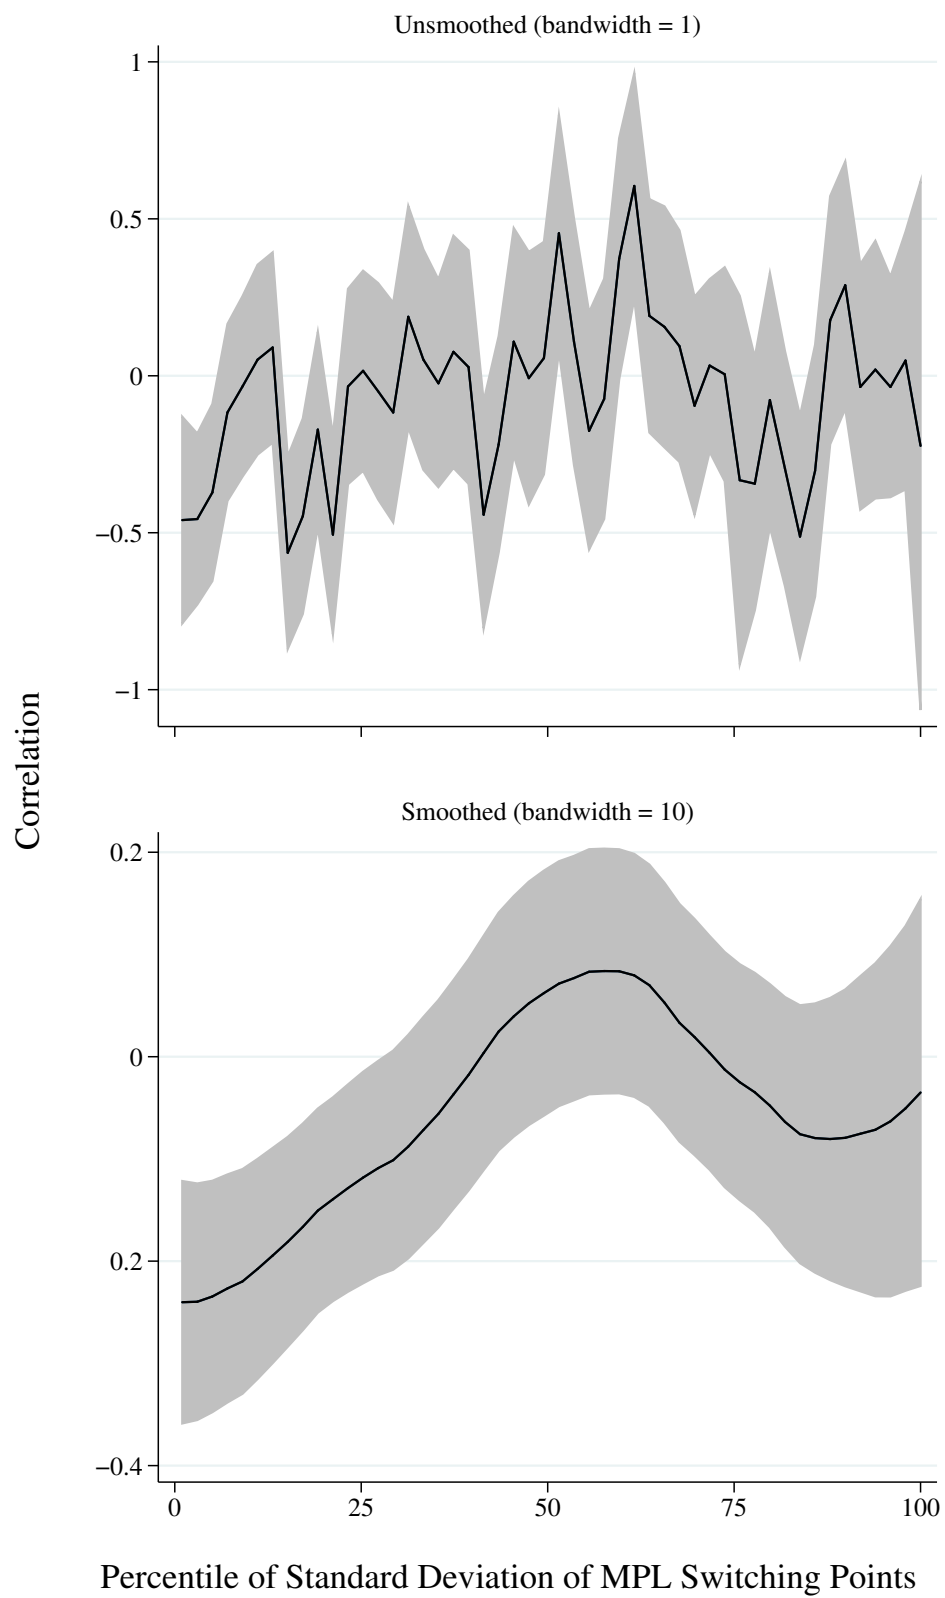 Unsmoothed (bandwidth = 1)
1
0.5
0
−0.5
−1
Correlation
Smoothed (bandwidth = 10)
0.2
0
0.2
−0.4
0 25 50 75 100
Percentile of Standard Deviation of MPL Switching Points